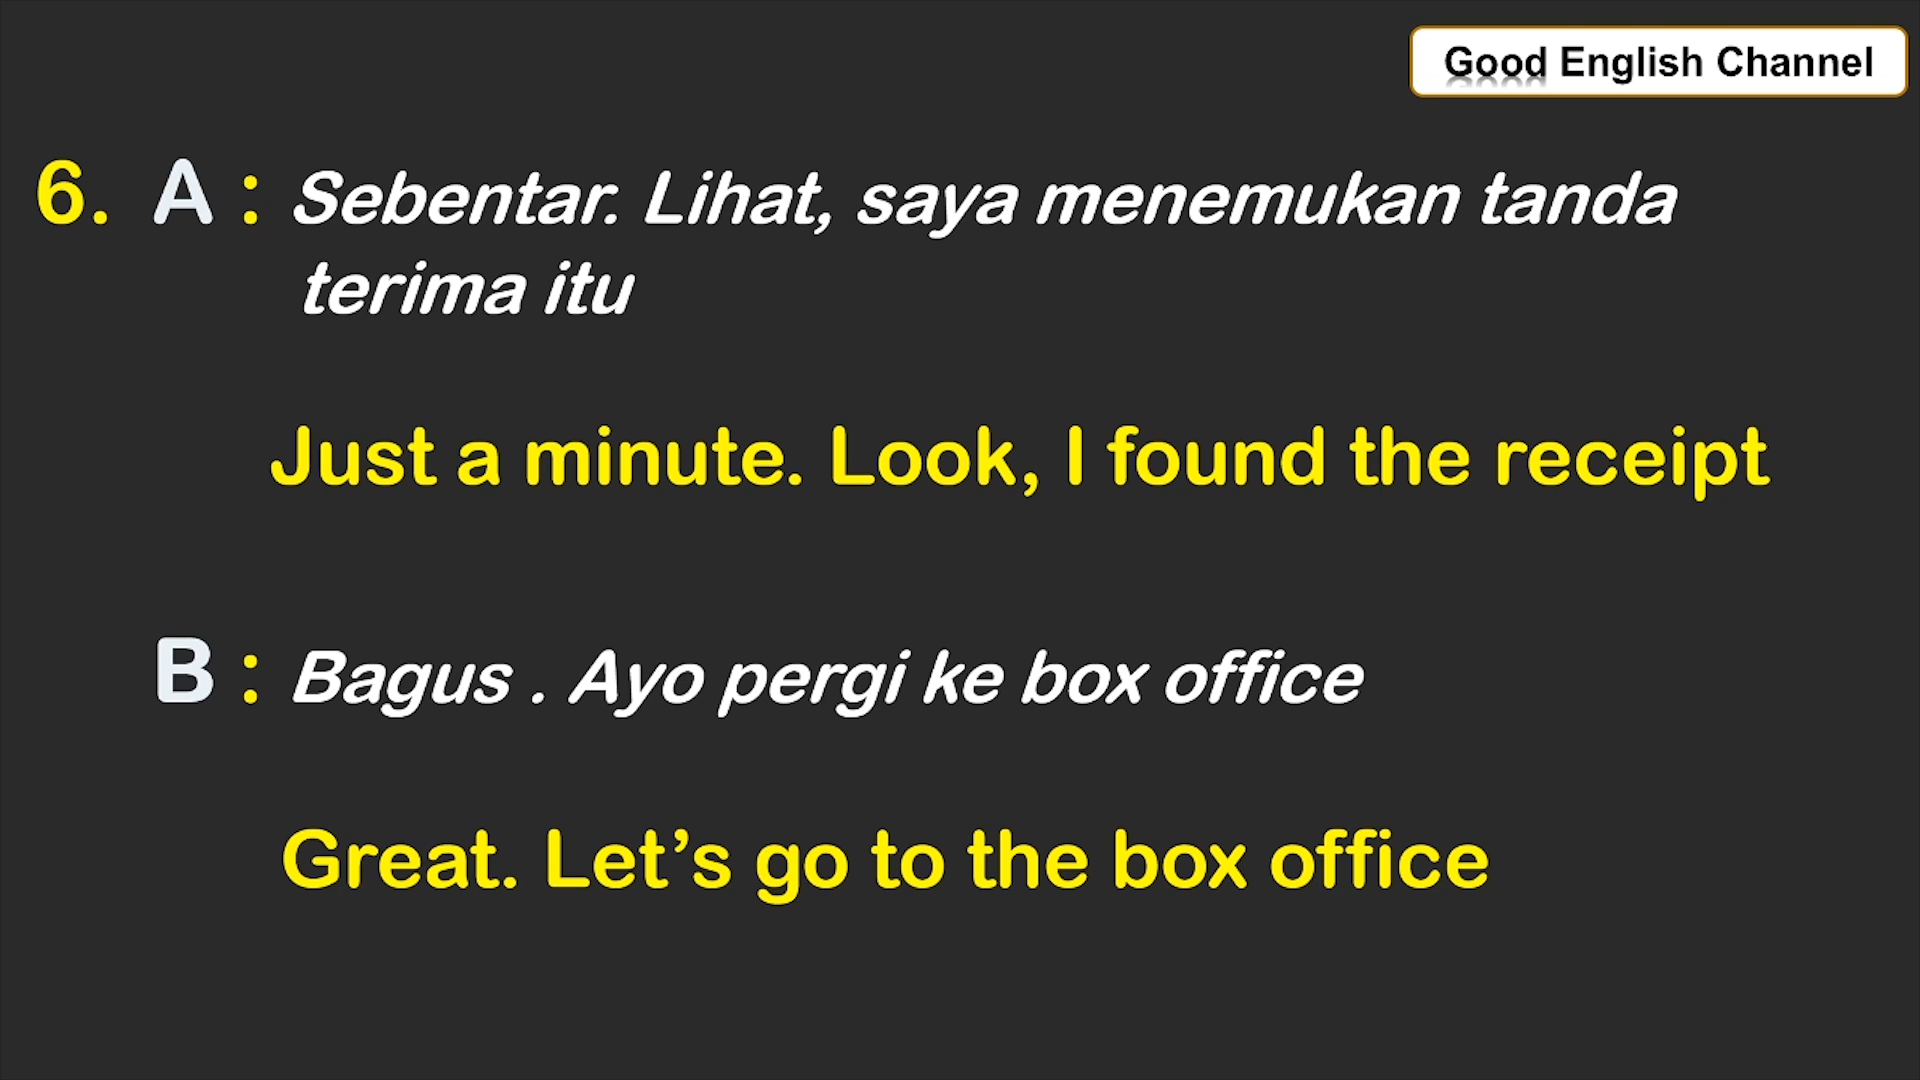 Good English Channel
6. A : Sebentar. Lihat, saya menemukan tanda
terima itu
Just a minute. Look, I found the receipt
B : Bagus . Ayo pergi ke box office
Great. Let’s go to the box office